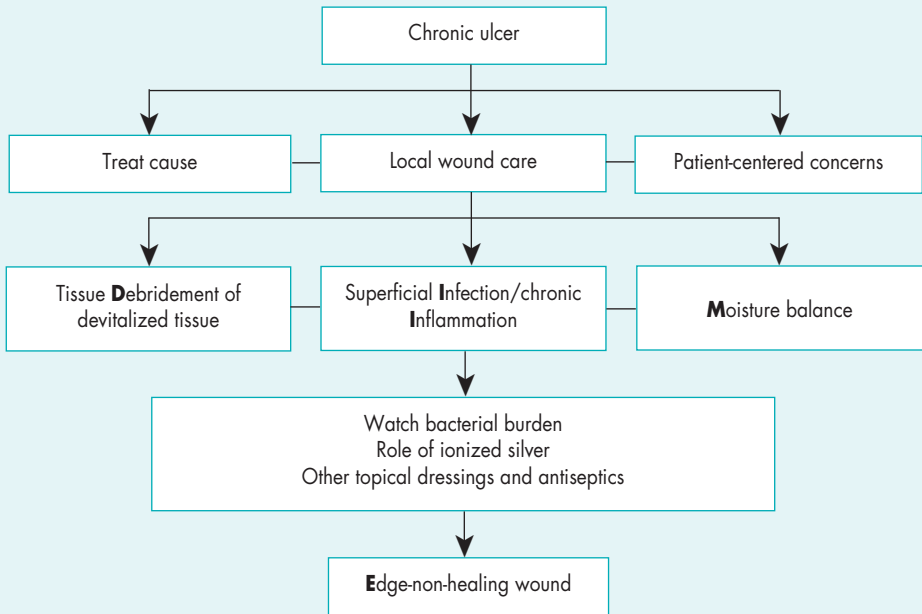 Chronic ulcer
Treat cause
Local wound care
Patient-centered concerns
Tissue Debridement of
devitalized tissue
Superficial Infection/chronic
Inflammation
Moisture balance
Watch bacterial burden
Role of ionized silver
Other topical dressings and antiseptics
Edge-non-healing wound